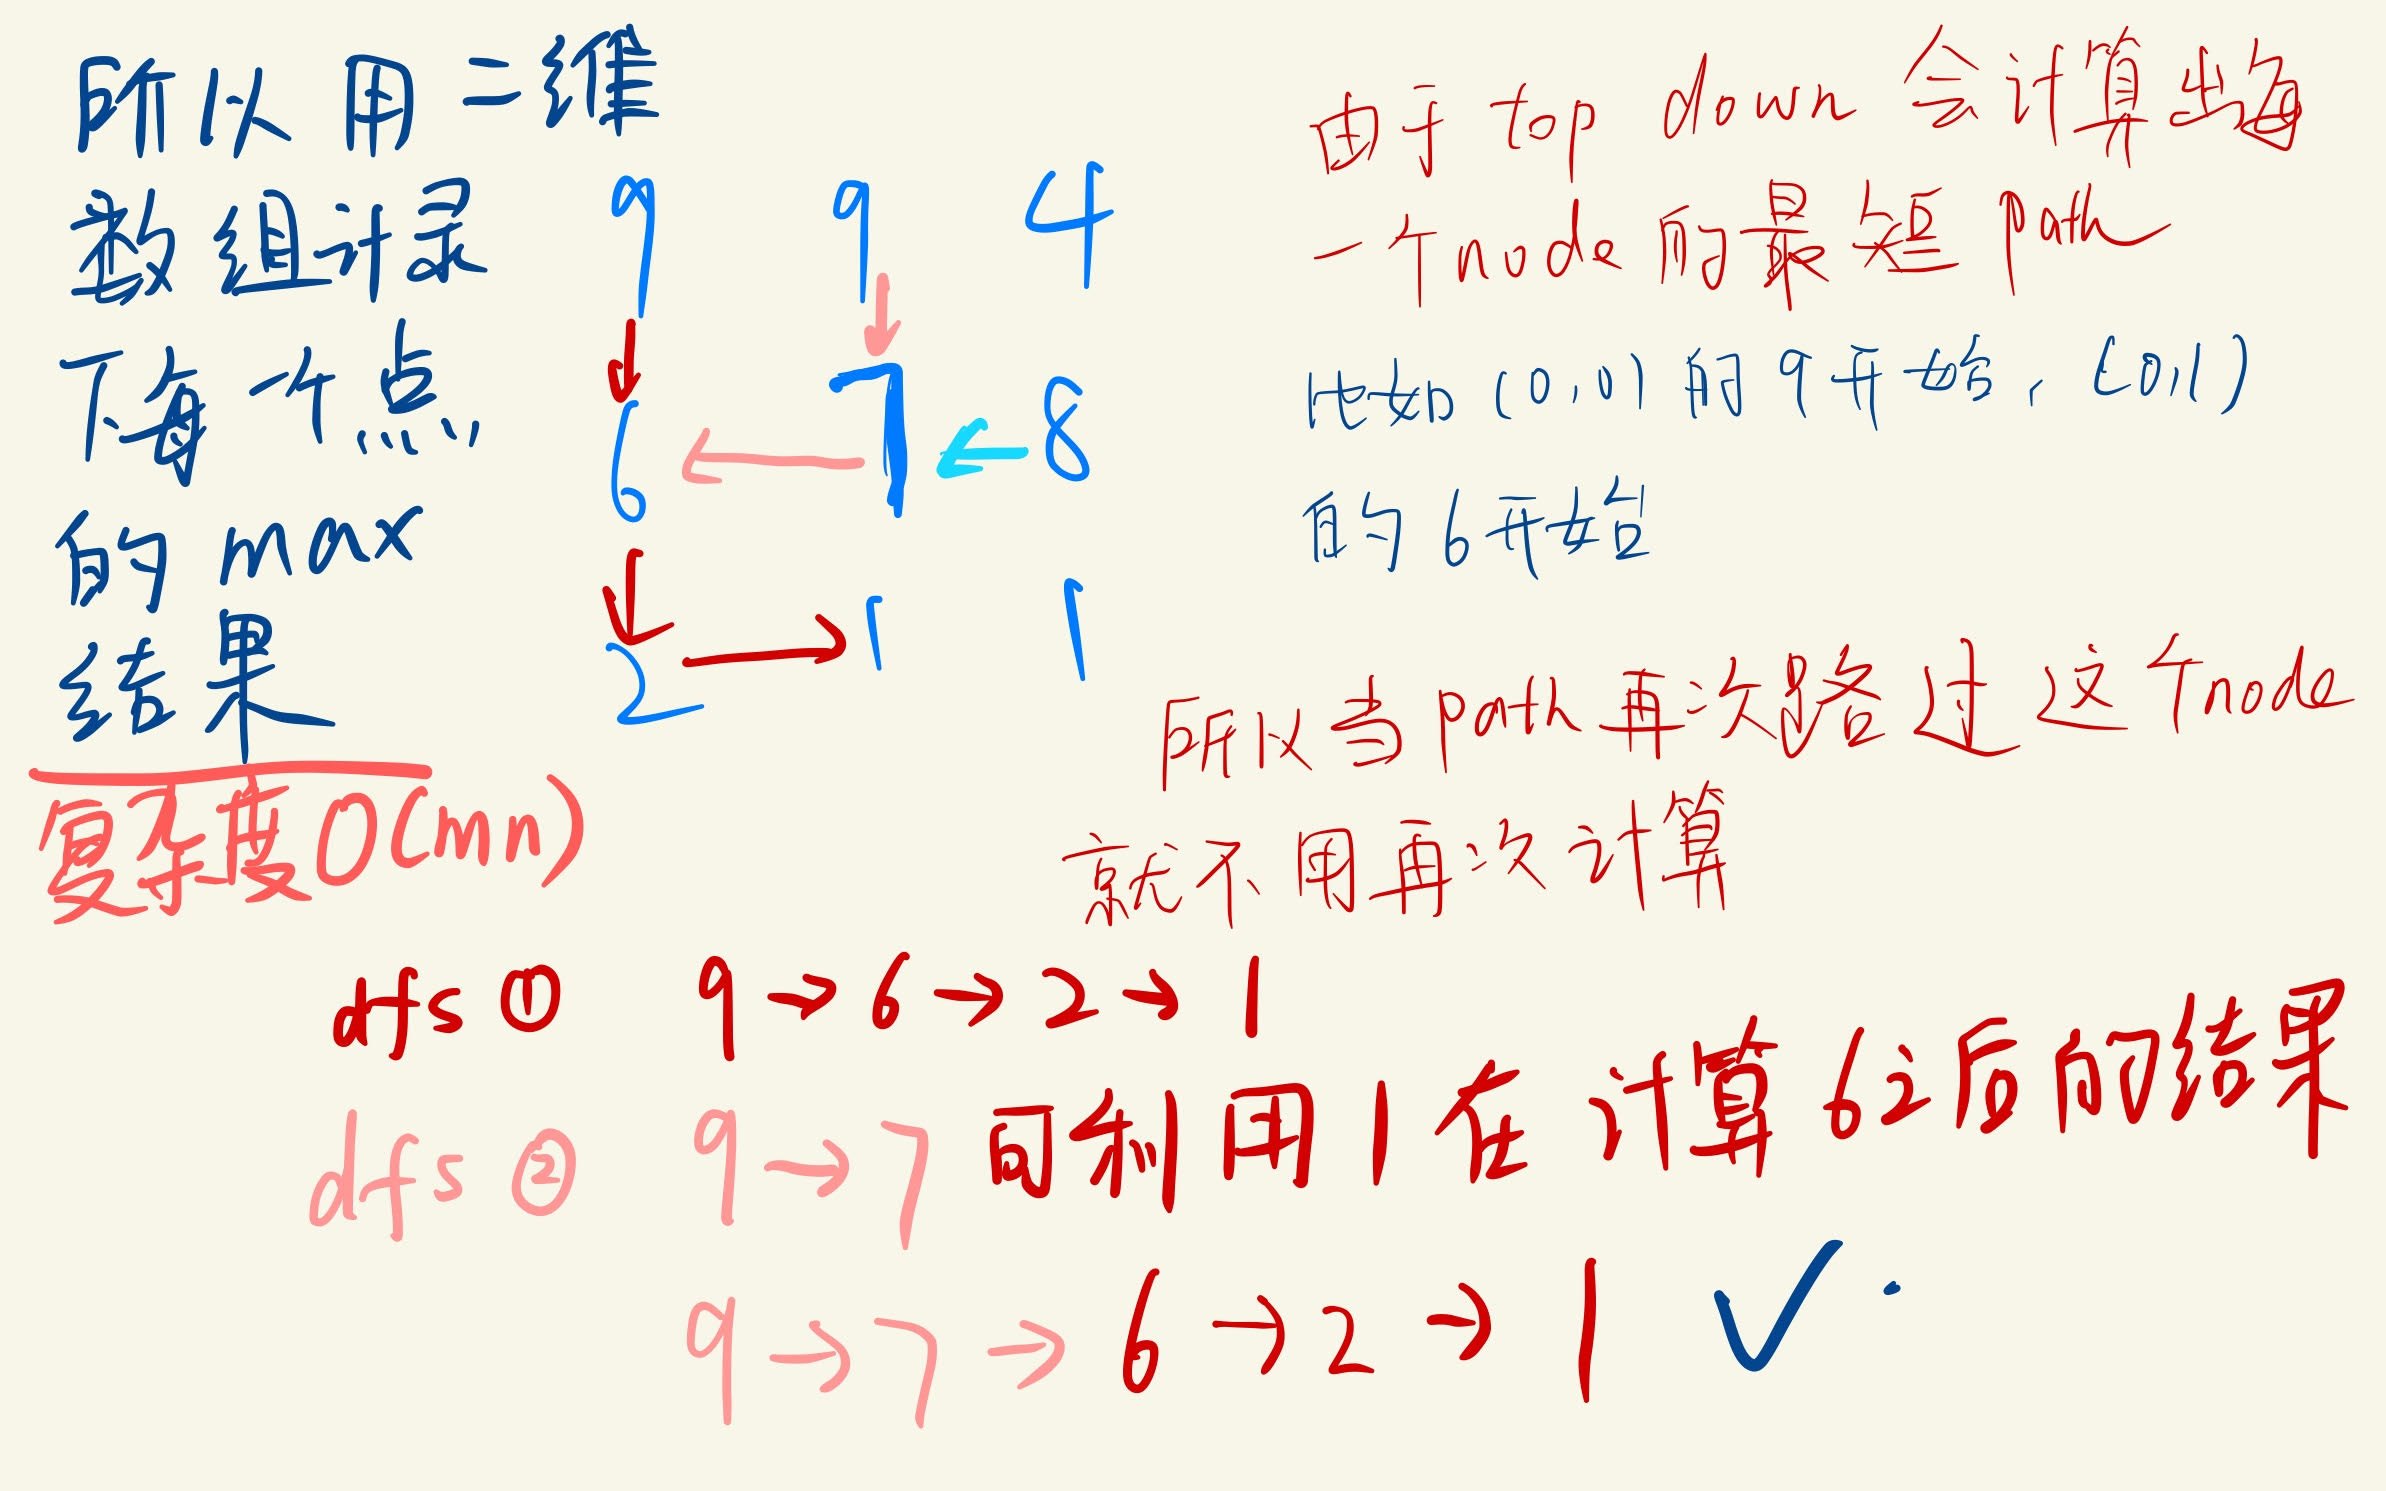 所以用二维
数组计录
下每个点,
的max
结果
复杂度O(mn)
9 9 4
6 7 8
2 1 1
由于top down会计算出每
一个node的最短path
比如(0,0)的9开始,(0,1)
的6开始
所以当path再次路过这个node
就不用再次计算
dfs① 9→6→2→1
dfs② 9→7 可利用1在计算6之后的结果
9→7→6→2→1 ✓.